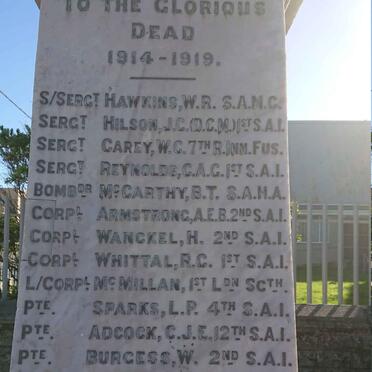 TO THE GLORIOUS
DEAD
1914-1919.
S/SERGT HAWKINS, W.R. S.A.M.C.
SERGT HILSON, J.C. (D.C.M.) 1ST S.A.I.
SERGT CAREY, W.C. 7TH R. INN. FUS.
SERGT REYNOLDS, C.A.G. 1ST S.A.I.
BOMBDR MCCARTHY, B.T. S.A.H.A.
CORPL ARMSTRONG, A.E.B. 2ND S.A.I.
CORPL WANCKEL, H. 2ND S.A.I.
CORPL WHITTAL, R.C. 1ST S.A.I.
L/CORPL MCMILLAN, 1ST LDN SCTH.
PTE. SPARKS, L.P. 4TH S.A.I.
PTE. ADCOCK, C.J.E. 12TH S.A.I.
PTE. BURGESS, W. 2ND S.A.I.